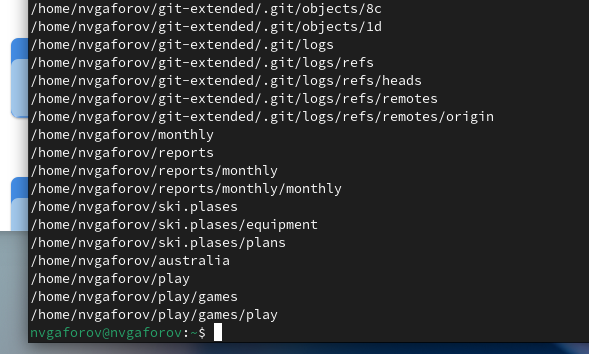 /home/nvgaforov/git-extended/.git/objects/8c
/home/nvgaforov/git-extended/.git/objects/1d
/home/nvgaforov/git-extended/.git/logs
/home/nvgaforov/git-extended/.git/logs/refs
/home/nvgaforov/git-extended/.git/logs/refs/heads
/home/nvgaforov/git-extended/.git/logs/refs/remotes
/home/nvgaforov/git-extended/.git/logs/refs/remotes/origin
/home/nvgaforov/monthly
/home/nvgaforov/reports
/home/nvgaforov/reports/monthly
/home/nvgaforov/reports/monthly/monthly
/home/nvgaforov/ski.plases
/home/nvgaforov/ski.plases/equipment
/home/nvgaforov/ski.plases/plans
/home/nvgaforov/australia
/home/nvgaforov/play
/home/nvgaforov/play/games
/home/nvgaforov/play/games/play
nvgaforov@nvgaforov:~$